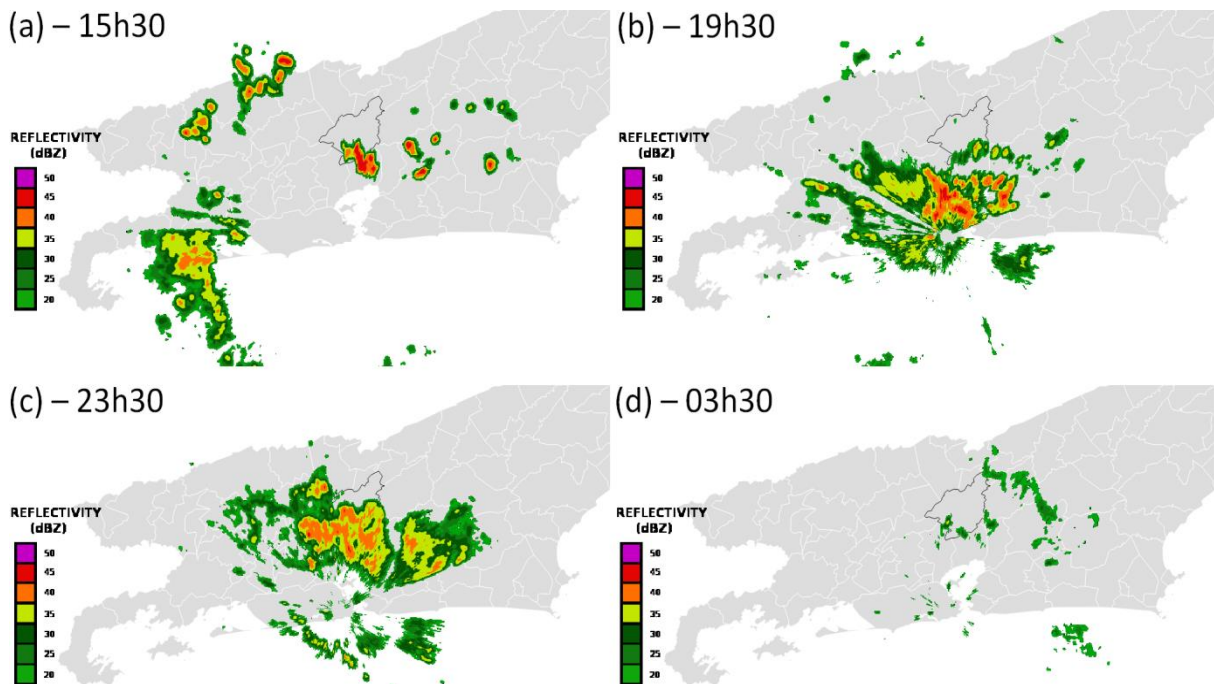 (a) – 15h30
REFLECTIVITY
(dBZ)
50
45
40
35
30
25
20
(b) – 19h30
REFLECTIVITY
(dBZ)
50
45
40
35
30
25
20
(c) – 23h30
REFLECTIVITY
(dBZ)
50
45
40
35
30
25
20
(d) – 03h30
REFLECTIVITY
(dBZ)
50
45
40
35
30
25
20